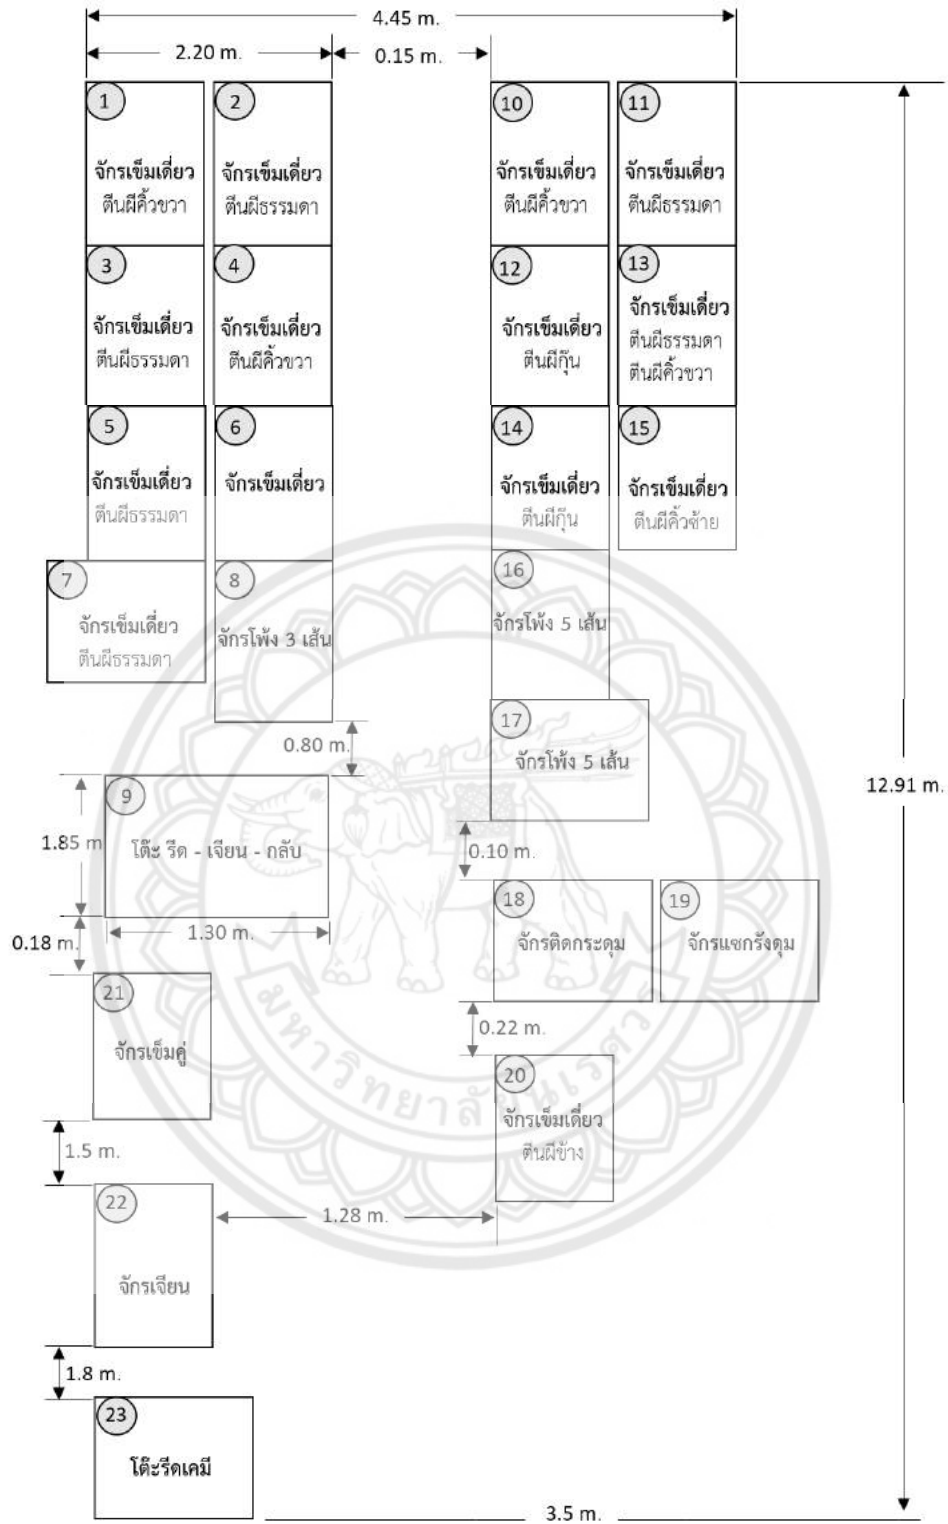 4.45 m.
2.20 m.
0.15 m.
1
จักรเข็มเดี่ยว
ตีนผีคิ้วขวา
2
จักรเข็มเดี่ยว
ตีนผีธรรมดา
10
จักรเข็มเดี่ยว
ตีนผีคิ้วขวา
11
จักรเข็มเดี่ยว
ตีนผีธรรมดา
3
จักรเข็มเดี่ยว
ตีนผีธรรมดา
4
จักรเข็มเดี่ยว
ตีนผีคิ้วขวา
12
จักรเข็มเดี่ยว
ตีนผีกุ๊น
13
จักรเข็มเดี่ยว
ตีนผีธรรมดา
ตีนผีคิ้วขวา
5
จักรเข็มเดี่ยว
ตีนผีธรรมดา
6
จักรเข็มเดี่ยว
14
จักรเข็มเดี่ยว
ตีนผีกุ๊น
15
จักรเข็มเดี่ยว
ตีนผีคิ้วซ้าย
7
จักรเข็มเดี่ยว
ตีนผีธรรมดา
8
จักรโพ้ง 3 เส้น
16
จักรโพ้ง 5 เส้น
17
จักรโพ้ง 5 เส้น
0.80 m.
12.91 m.
9
โต๊ะ รีด - เจียน - กลับ
1.85 m
1.30 m.
0.10 m.
18
จักรติดกระดุม
19
จักรแซกรังดุม
0.18 m.
21
จักรเข็มคู่
0.22 m.
20
จักรเข็มเดี่ยว
ตีนผีข้าง
1.5 m.
22
จักรเจียน
1.28 m.
1.8 m.
23
โต๊ะรีดเคมี
3.5 m.
มหาวิทยาลัยนเรศวร